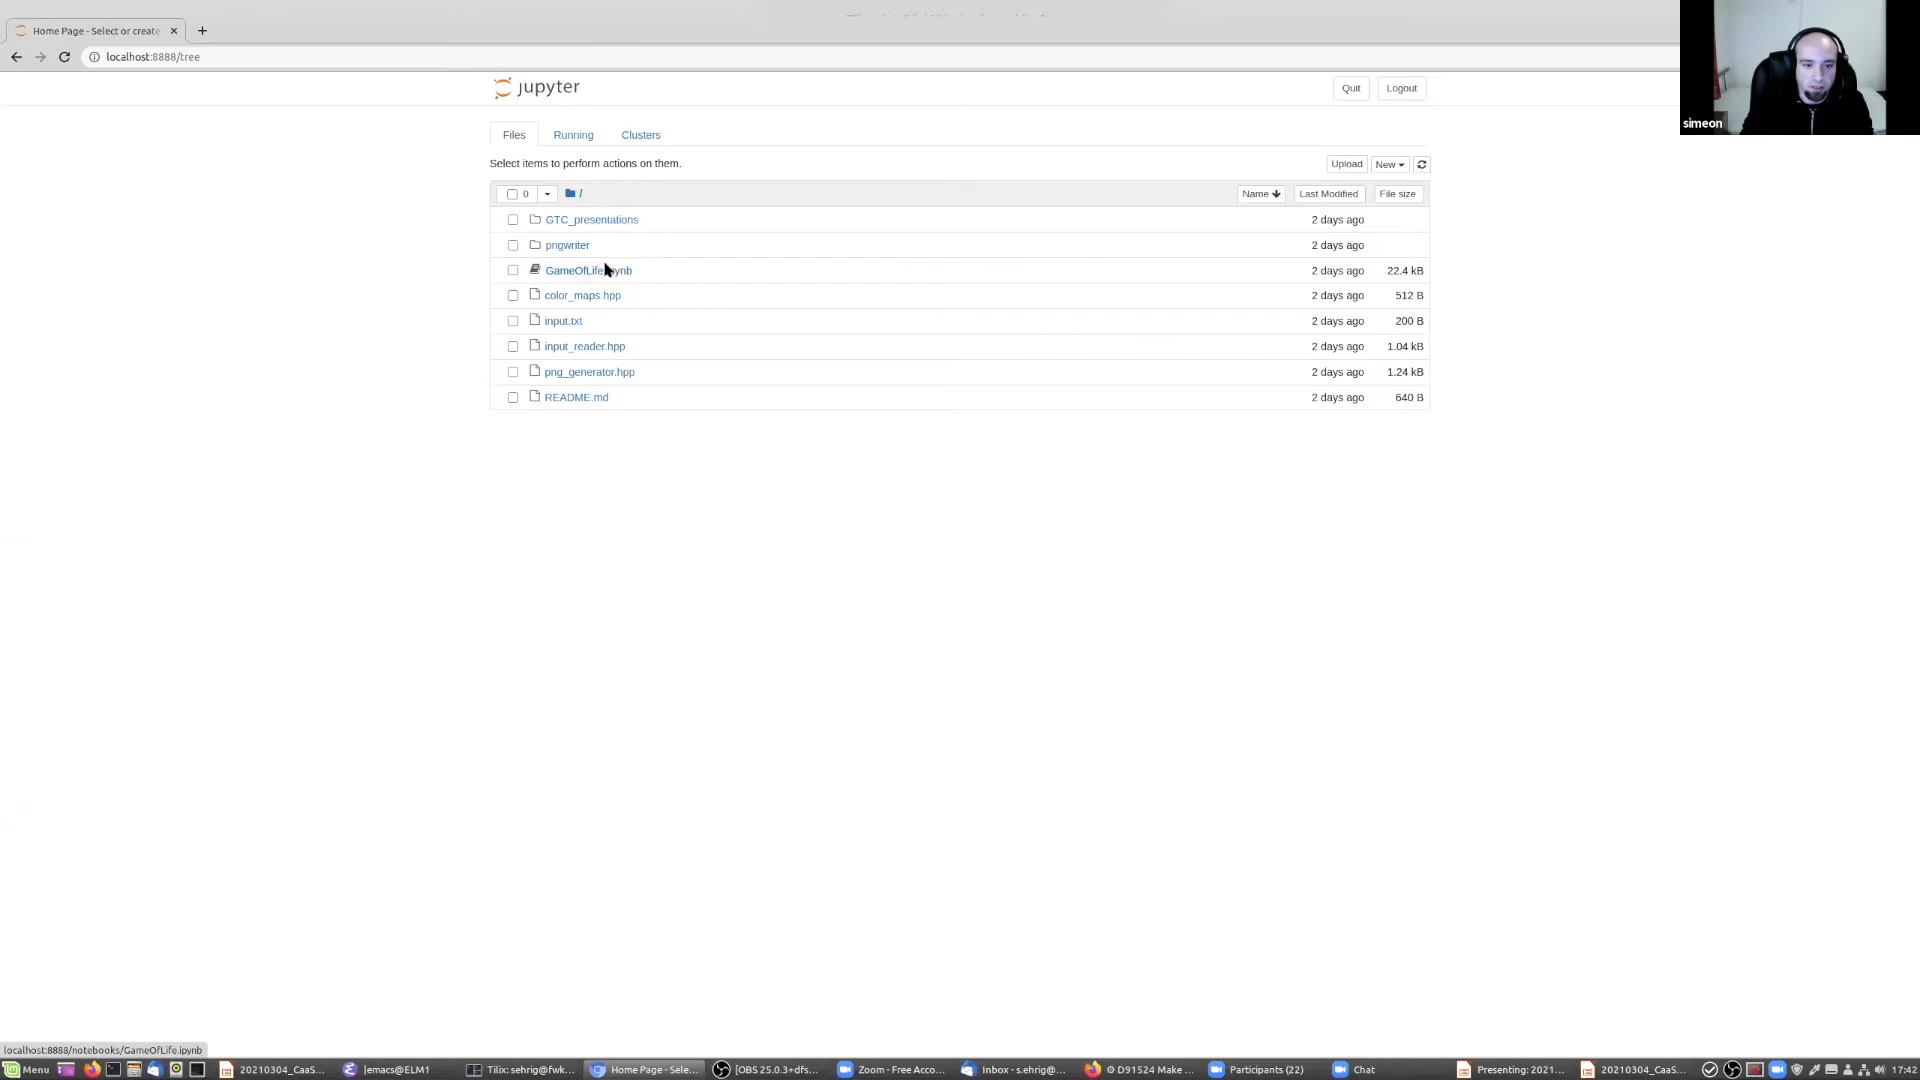 Home Page - Select or create
localhost:8888/tree
simeon
jupyter
Quit
Logout
Files
Running
Clusters
Select items to perform actions on them.
Upload
New
0
/
Name
Last Modified
File size
GTC_presentations
2 days ago
pngwriter
2 days ago
GameOfLife ynb
2 days ago
22.4 kB
color_maps.hpp
2 days ago
512 B
input.txt
2 days ago
200 B
input_reader.hpp
2 days ago
1.04 kB
png_generator.hpp
2 days ago
1.24 kB
README.md
2 days ago
640 B
localhost:8888/notebooks/GameOfLife.ipynb
Menu
20210304_CaaS...
]emacs@ELM1
Tilix: sehrig@fwk...
Home Page - Sele...
[OBS 25.0.3+dfs...
Zoom - Free Acco...
Inbox - s.ehrig@...
D91524 Make ...
Participants (22)
Chat
Presenting: 2021...
20210304_CaaS...
17:42